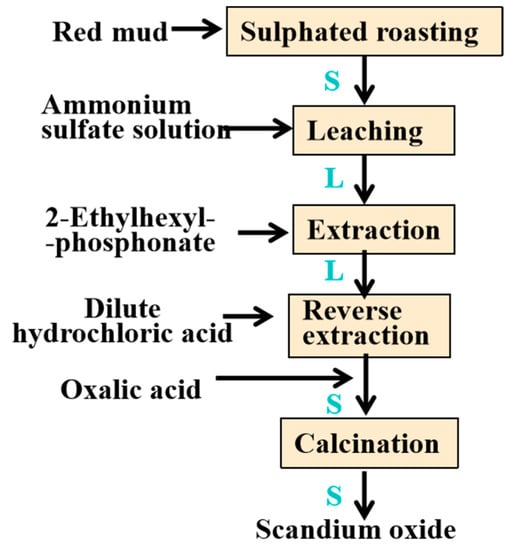 Red mud
Sulphated roasting
S
Ammonium
sulfate solution
Leaching
L
2-Ethylhexyl-
-phosphonate
Extraction
L
Dilute
hydrochloric acid
Reverse
extraction
Oxalic acid
S
Calcination
S
Scandium oxide